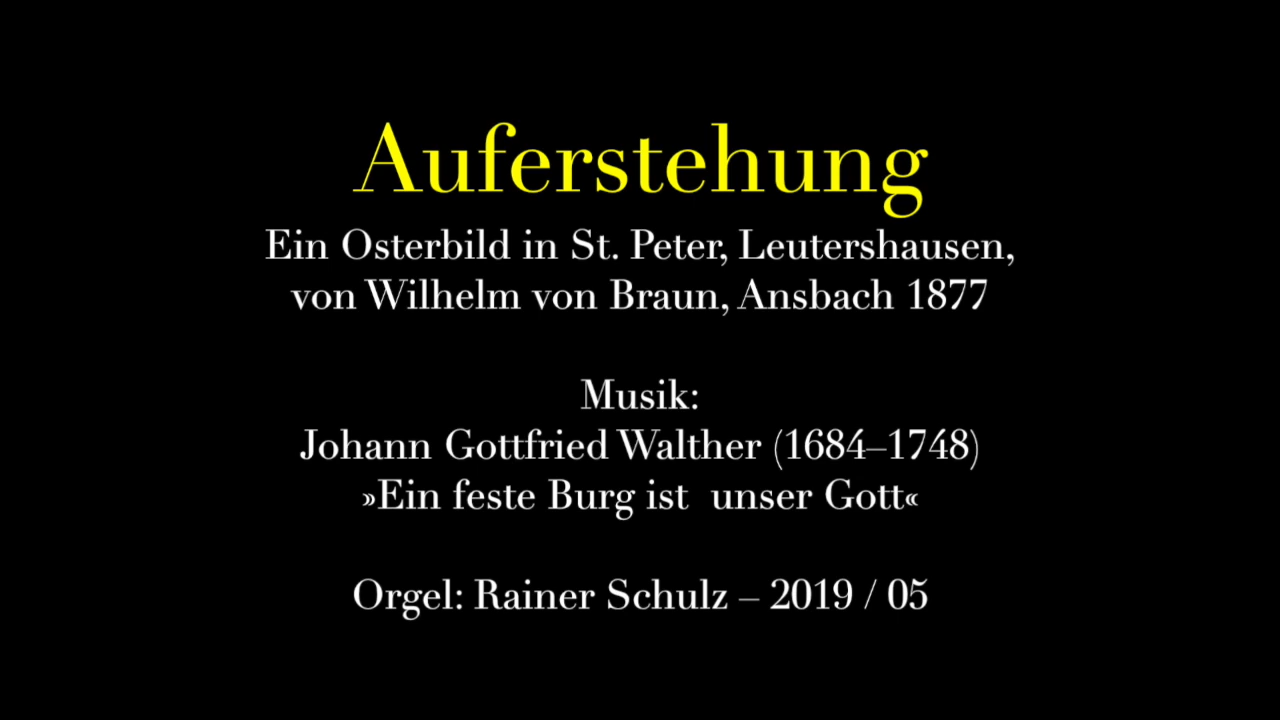 Auferstehung
Ein Osterbild in St. Peter, Leutershausen,
von Wilhelm von Braun, Ansbach 1877
Musik:
Johann Gottfried Walther (1684–1748)
»Ein feste Burg ist  unser Gott«
Orgel: Rainer Schulz – 2019 / 05